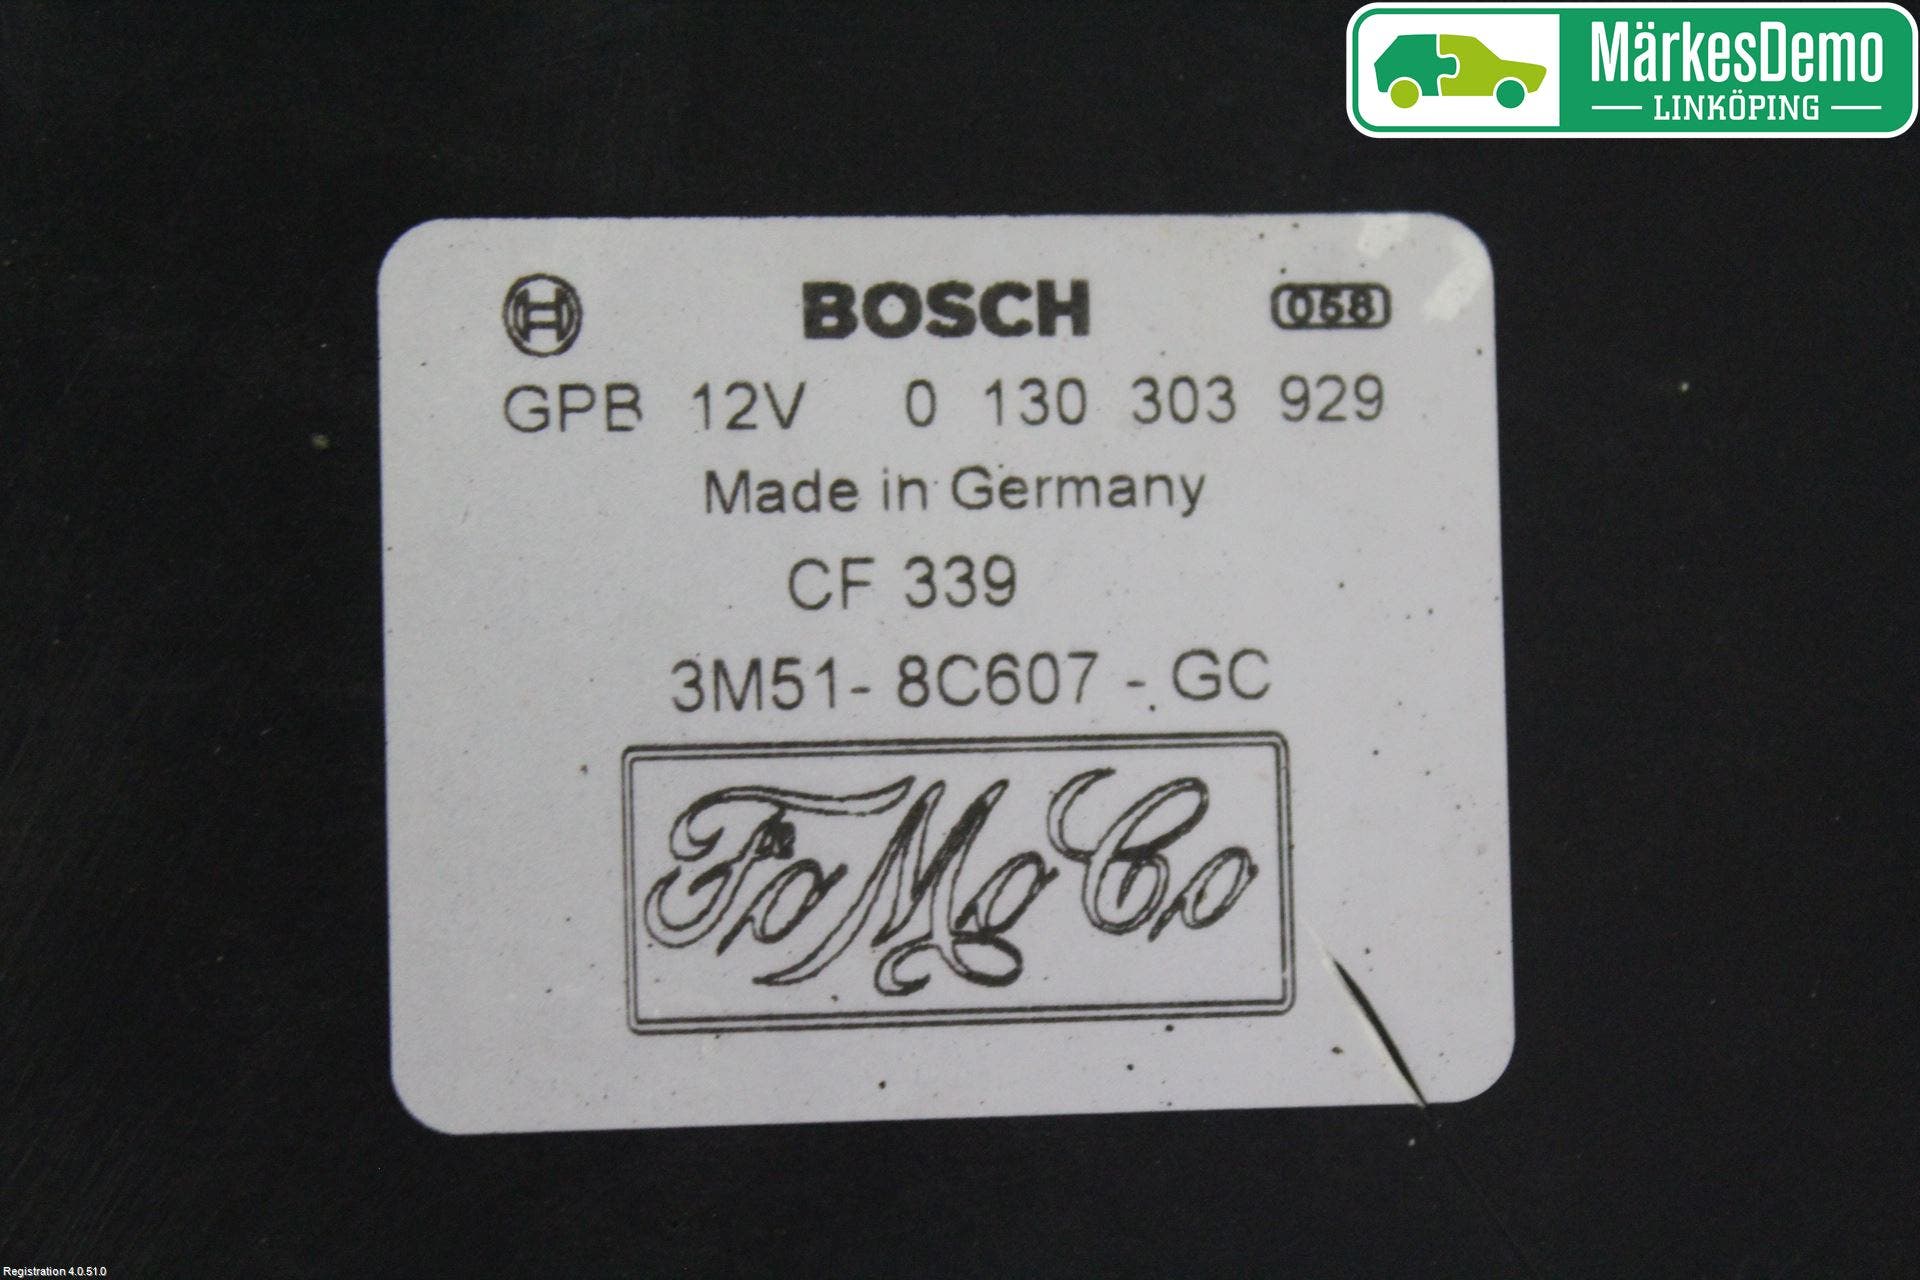 MärkesDemo
LINKÖPING
BOSCH 058
GPB 12V 0 130 303 929
Made in Germany
CF 339
3M51- 8C607 - GC
FoMoCo
Registration 4.0.51.0